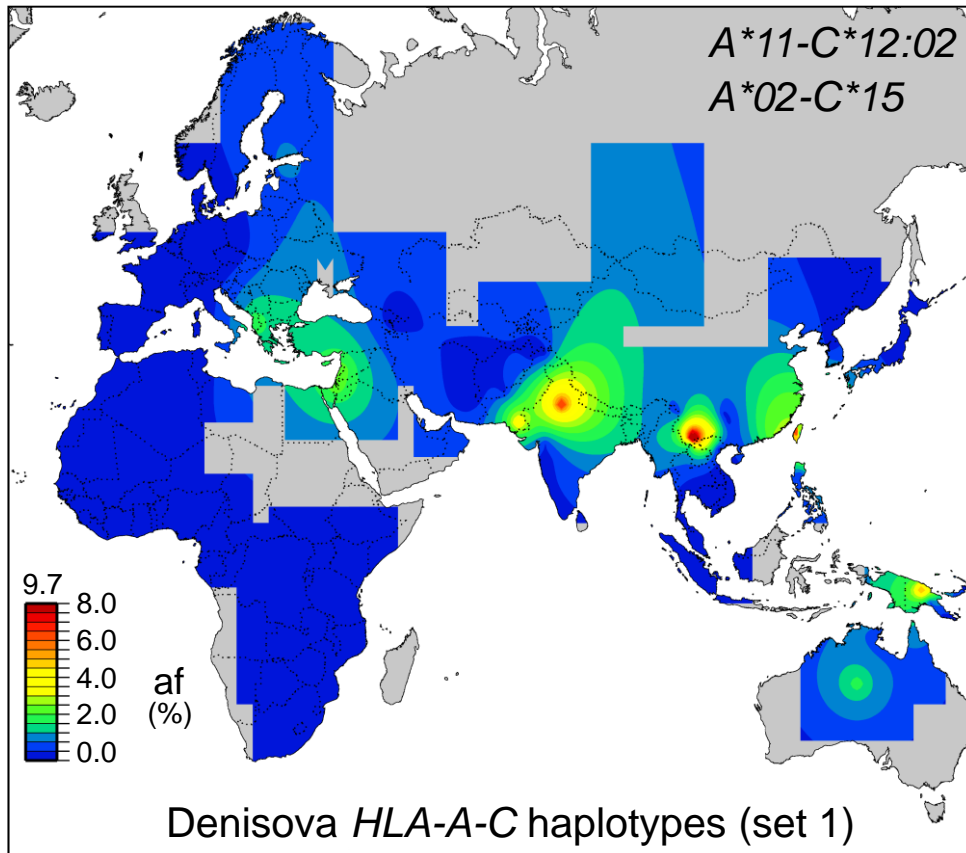 A*11-C*12:02
A*02-C*15
9.7
8.0
6.0
4.0
2.0
0.0
af
(%)
Denisova HLA-A-C haplotypes (set 1)